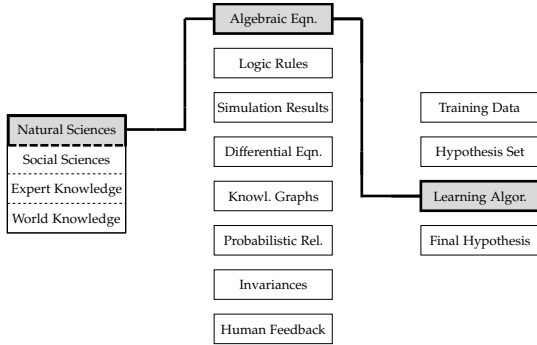 Natural Sciences
Social Sciences
Expert Knowledge
World Knowledge
Algebraic Eqn.
Logic Rules
Simulation Results
Differential Eqn.
Knowl. Graphs
Probabilistic Rel.
Invariances
Human Feedback
Training Data
Hypothesis Set
Learning Algor.
Final Hypothesis